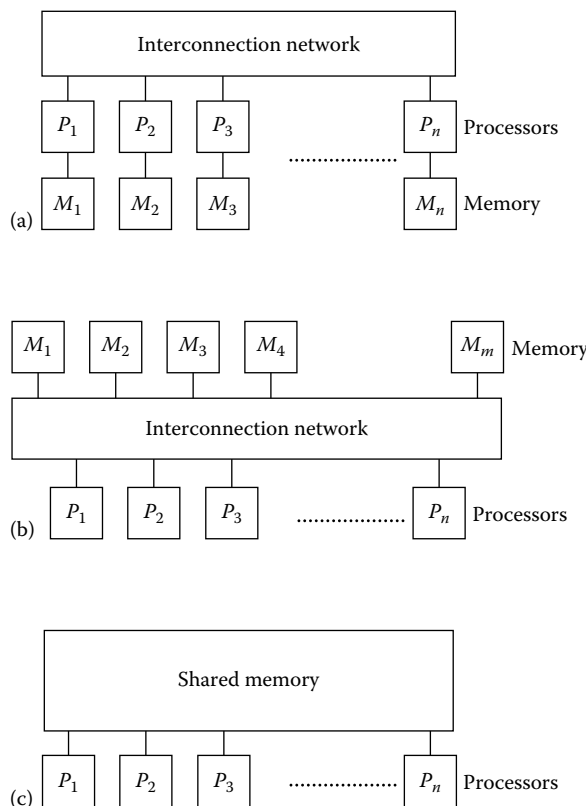 Interconnection network
P1 P2 P3 Pn Processors
M1 M2 M3 Mn Memory
(a)
M1 M2 M3 M4 Mm Memory
Interconnection network
P1 P2 P3 Pn Processors
(b)
Shared memory
P1 P2 P3 Pn Processors
(c)